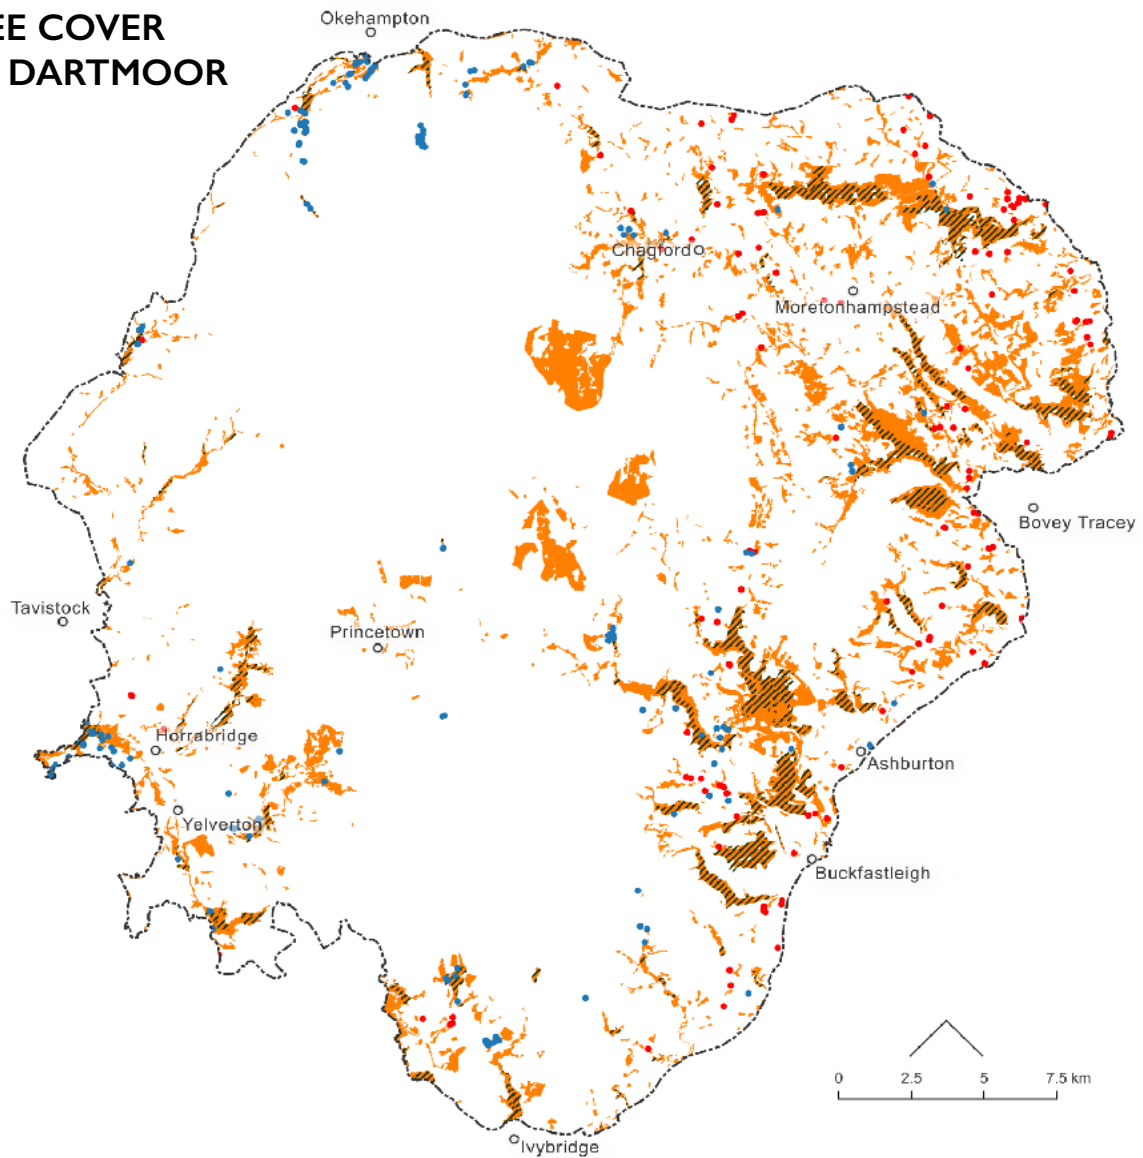 EE COVER
DARTMOOR
Okehampton
Chagford
Moretonhampstead
Bovey Tracey
Tavistock
Princetown
Horrabridge
Ashburton
Yelverton
Buckfastleigh
0 2.5 5 7.5 km
Ivybridge